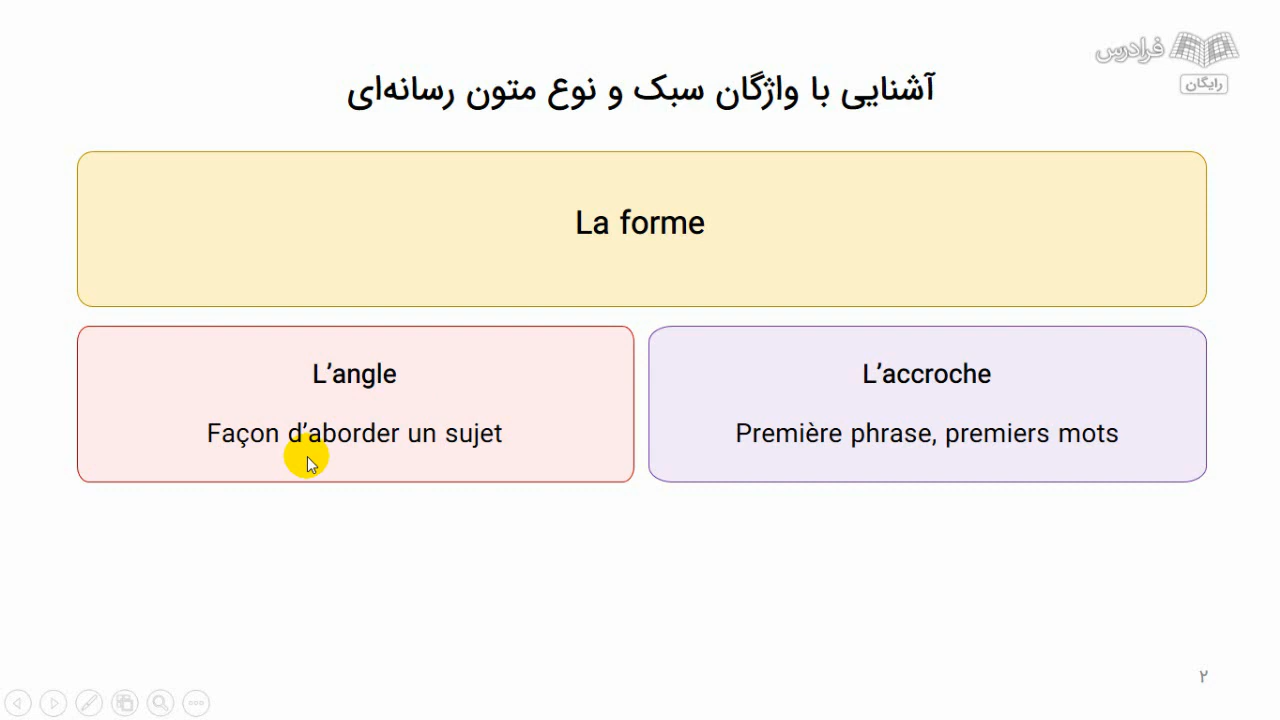 فرادرس
رایگان
آشنایی با واژگان سبک و نوع متون رسانه‌ای
La forme
L’angle
Façon d’aborder un sujet
L’accroche
Première phrase, premiers mots
۲